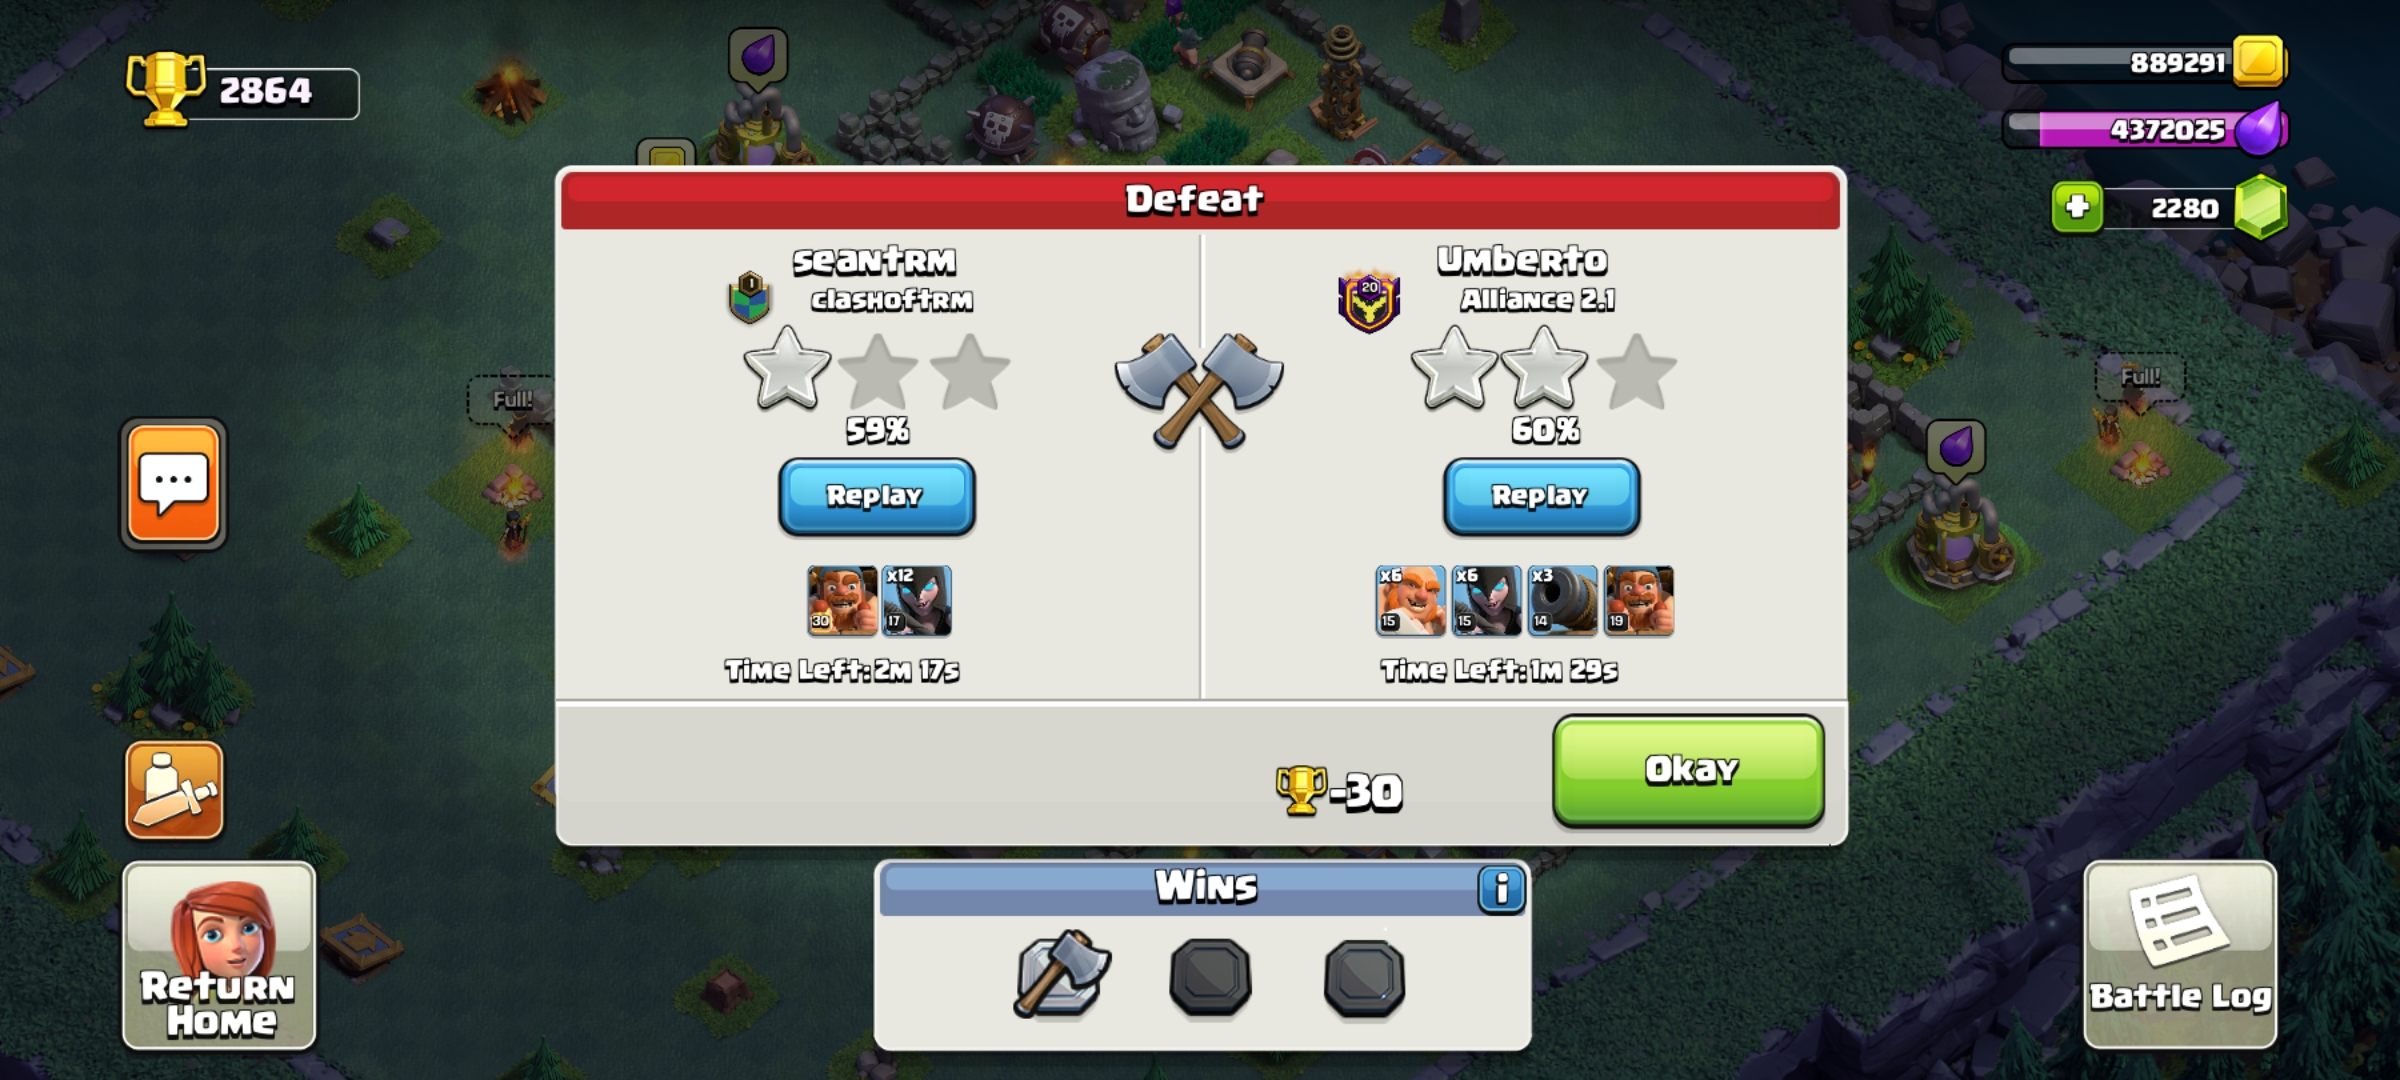 2864
889291
4372025
2280
Defeat
seantrm
1
clashoftrm
59%
Replay
30
x12
17
Time Left: 2m 17s
Umberto
20
Alliance 2.1
60%
Replay
x6
15
x6
15
x3
14
19
Time Left: 1m 29s
-30
Okay
Full!
Full!
Wins
i
Return
Home
Battle Log